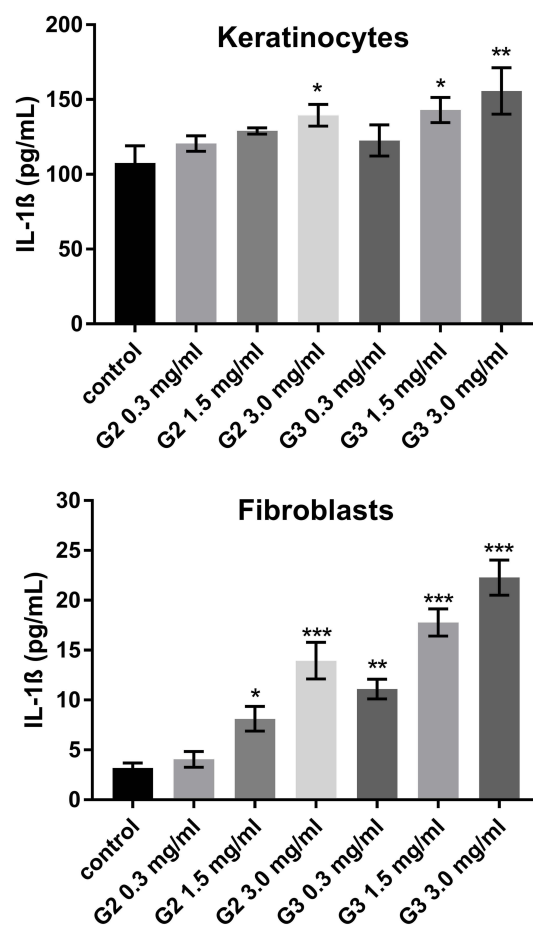 Keratinocytes
IL-1ß (pg/mL)
200
150
100
50
0
*
*
**
control
G2 0.3 mg/ml
G2 1.5 mg/ml
G2 3.0 mg/ml
G3 0.3 mg/ml
G3 1.5 mg/ml
G3 3.0 mg/ml
Fibroblasts
IL-1ß (pg/mL)
30
25
20
15
10
5
0
*
***
**
***
***
control
G2 0.3 mg/ml
G2 1.5 mg/ml
G2 3.0 mg/ml
G3 0.3 mg/ml
G3 1.5 mg/ml
G3 3.0 mg/ml